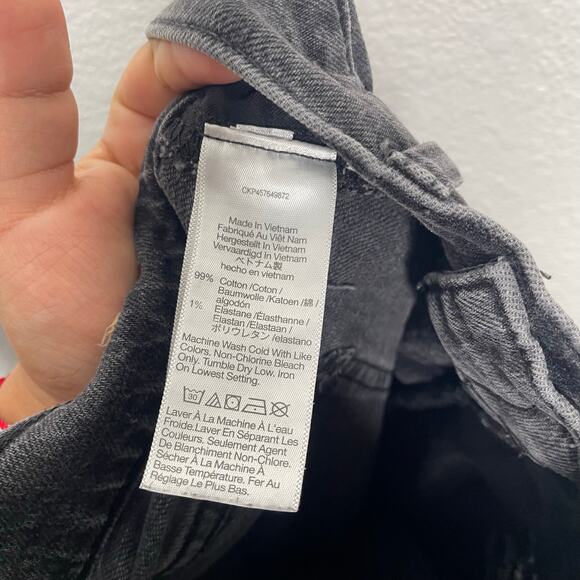 CKP457649872
Made In Vietnam
Fabriqué Au Viêt Nam
Hergestellt In Vietnam
Vervaardigd In Vietnam
ベトナム製
hecho en vietnam
99% Cotton /Coton /
Baumwolle /Katoen /綿 /
algodón
1% Elastane /Élasthanne /
Elastan /Elastaan /
ポリウレタン /elastano
Machine Wash Cold With Like
Colors. Non-Chlorine Bleach
Only. Tumble Dry Low. Iron
On Lowest Setting.
30
Laver À La Machine À L'eau
Froide.Laver En Séparant Les
Couleurs. Seulement Agent
De Blanchiment Non-Chlore.
Sécher À La Machine À
Basse Température. Fer Au
Réglage Le Plus Bas.